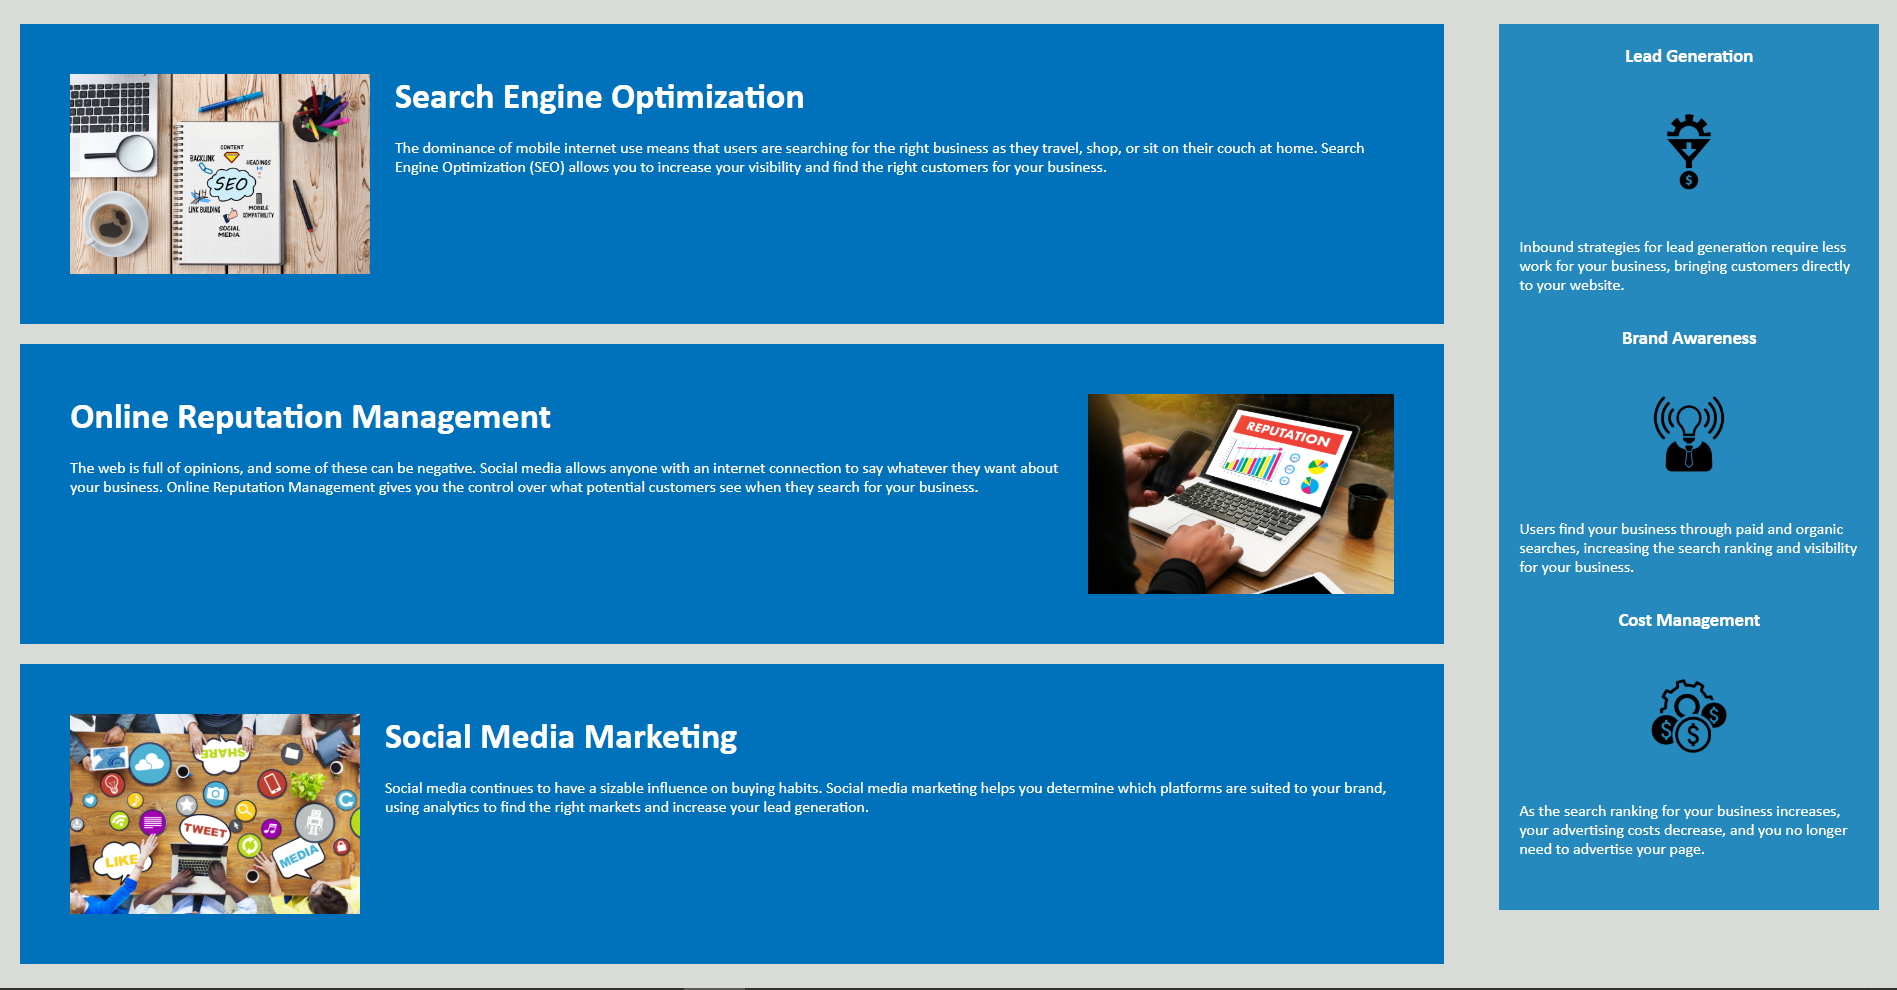 Search Engine Optimization
The dominance of mobile internet use means that users are searching for the right business as they travel, shop, or sit on their couch at home. Search
Engine Optimization (SEO) allows you to increase your visibility and find the right customers for your business.
CONTENT
BACKLINK
HEADINGS
SEO
LINK BUILDING
MOBILE
COMPATIBILITY
SOCIAL
MEDIA
Online Reputation Management
The web is full of opinions, and some of these can be negative. Social media allows anyone with an internet connection to say whatever they want about
your business. Online Reputation Management gives you the control over what potential customers see when they search for your business.
REPUTATION
Social Media Marketing
Social media continues to have a sizable influence on buying habits. Social media marketing helps you determine which platforms are suited to your brand,
using analytics to find the right markets and increase your lead generation.
SHARE
TWEET
LIKE
MEDIA
Lead Generation
$
Inbound strategies for lead generation require less
work for your business, bringing customers directly
to your website.
Brand Awareness
Users find your business through paid and organic
searches, increasing the search ranking and visibility
for your business.
Cost Management
$ $ $
As the search ranking for your business increases,
your advertising costs decrease, and you no longer
need to advertise your page.